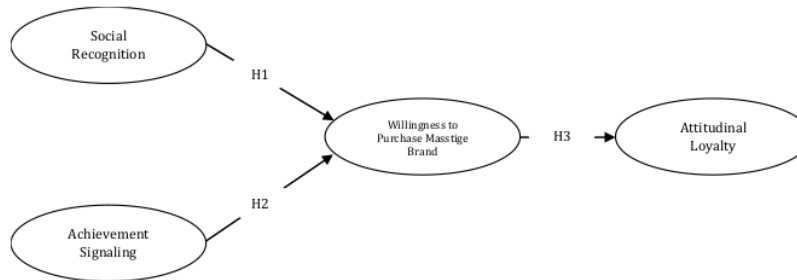 Social
Recognition
H1
Willingness to
Purchase Masstige
Brand
H3
Attitudinal
Loyalty
H2
Achievement
Signaling